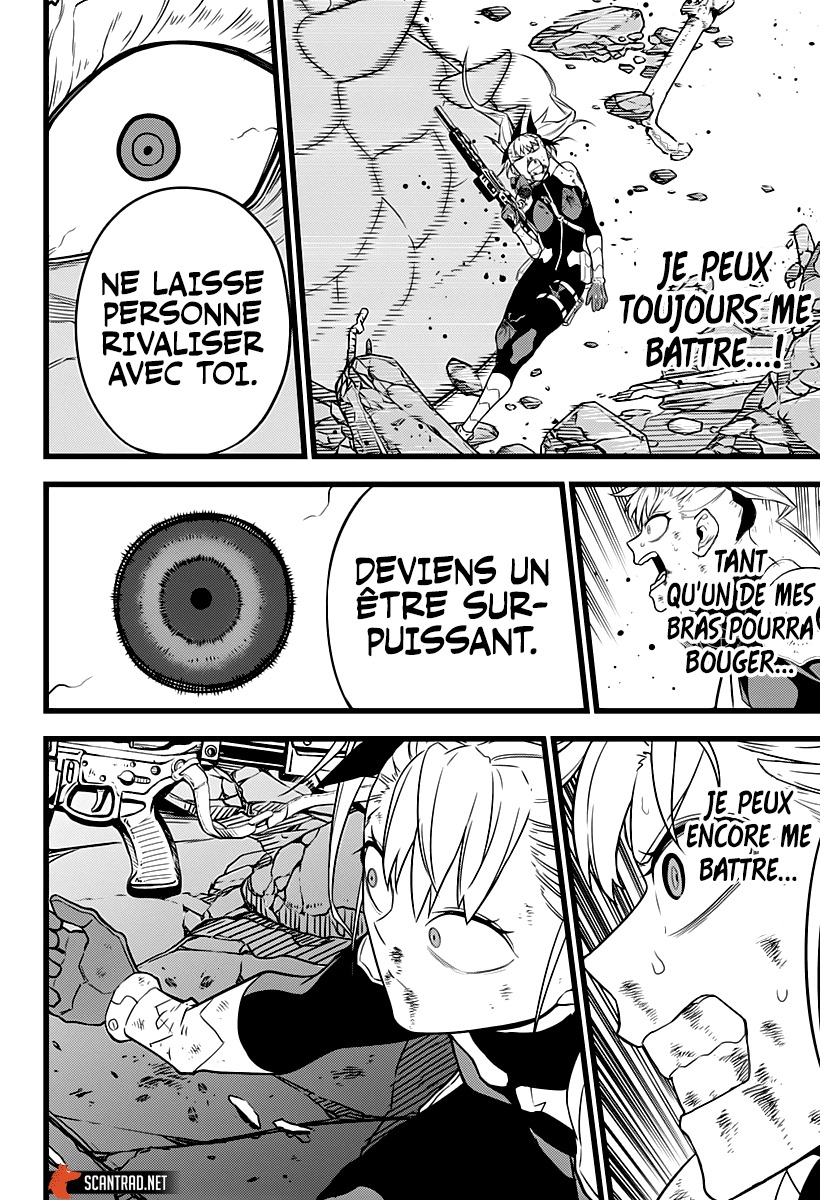 JE PEUX
TOUJOURS ME
BATTRE...!
NE LAISSE
PERSONNE
RIVALISER
AVEC TOI.
TANT
QU'UN DE MES
BRAS POURRA
BOUGER...
DEVIENS UN
ÊTRE SUR-
PUISSANT.
JE PEUX
ENCORE ME
BATTRE...
SCANTRAD.NET